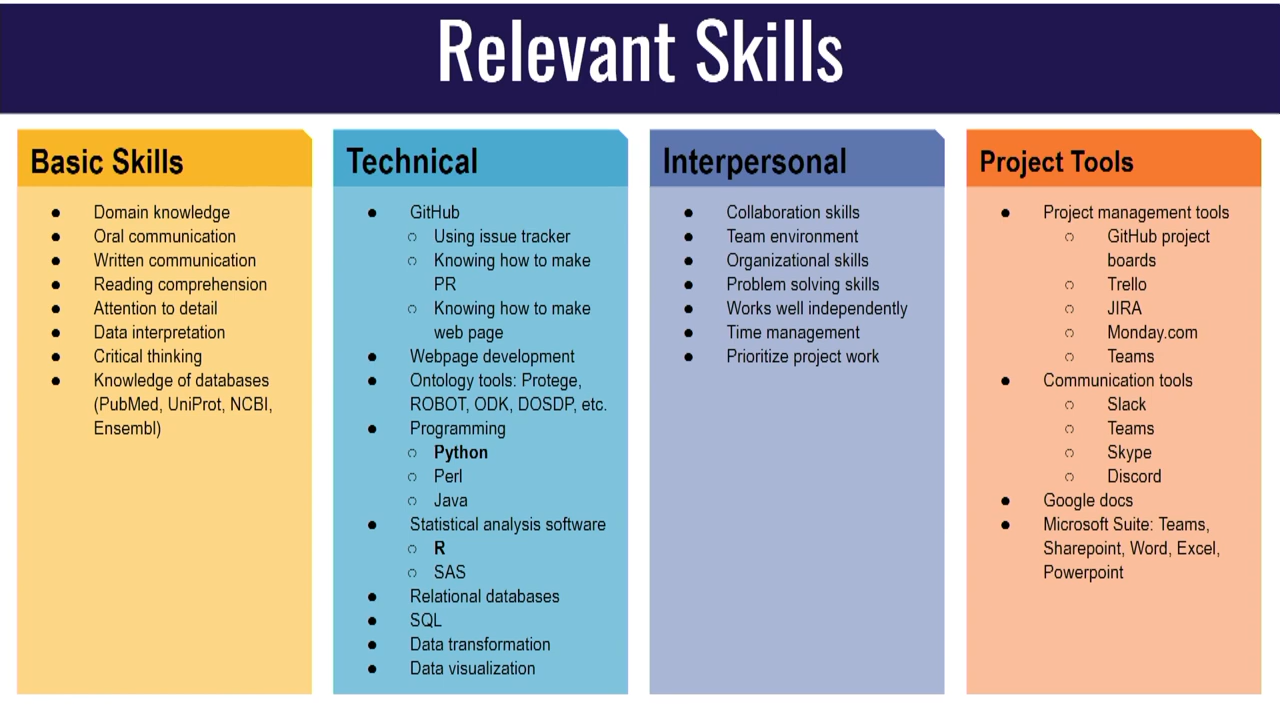 Relevant Skills
Basic Skills
● Domain knowledge
● Oral communication
● Written communication
● Reading comprehension
● Attention to detail
● Data interpretation
● Critical thinking
● Knowledge of databases
(PubMed, UniProt, NCBI,
Ensembl)
Technical
● GitHub
○ Using issue tracker
○ Knowing how to make
PR
○ Knowing how to make
web page
● Webpage development
● Ontology tools: Protege,
ROBOT, ODK, DOSDP, etc.
● Programming
○ Python
○ Perl
○ Java
● Statistical analysis software
○ R
○ SAS
● Relational databases
● SQL
● Data transformation
● Data visualization
Interpersonal
● Collaboration skills
● Team environment
● Organizational skills
● Problem solving skills
● Works well independently
● Time management
● Prioritize project work
Project Tools
● Project management tools
○ GitHub project
boards
○ Trello
○ JIRA
○ Monday.com
○ Teams
● Communication tools
○ Slack
○ Teams
○ Skype
○ Discord
● Google docs
● Microsoft Suite: Teams,
Sharepoint, Word, Excel,
Powerpoint